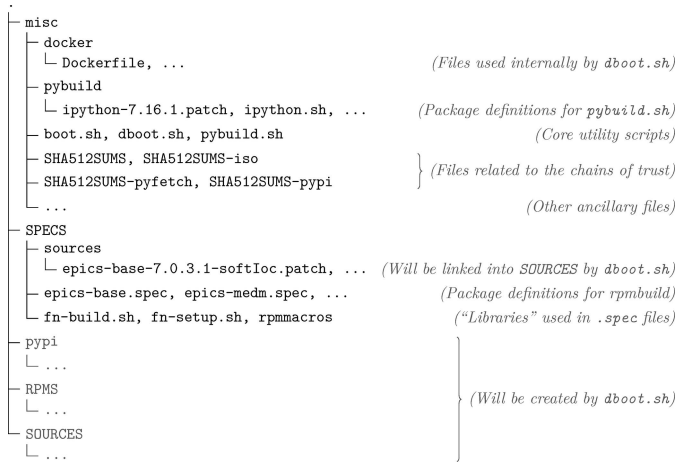 .
misc
docker
Dockerfile, ... (Files used internally by dboot.sh)
pybuild
ipython-7.16.1.patch, ipython.sh, ... (Package definitions for pybuild.sh)
boot.sh, dboot.sh, pybuild.sh (Core utility scripts)
SHA512SUMS, SHA512SUMS-iso
(Files related to the chains of trust)
SHA512SUMS-pyfetch, SHA512SUMS-pypi
... (Other ancillary files)
SPECS
sources
epics-base-7.0.3.1-softIoc.patch, ... (Will be linked into SOURCES by dboot.sh)
epics-base.spec, epics-medm.spec, ... (Package definitions for rpmbuild)
fn-build.sh, fn-setup.sh, rpmmacros (“Libraries” used in .spec files)
pypi
...
RPMS
(Will be created by dboot.sh)
...
SOURCES
...